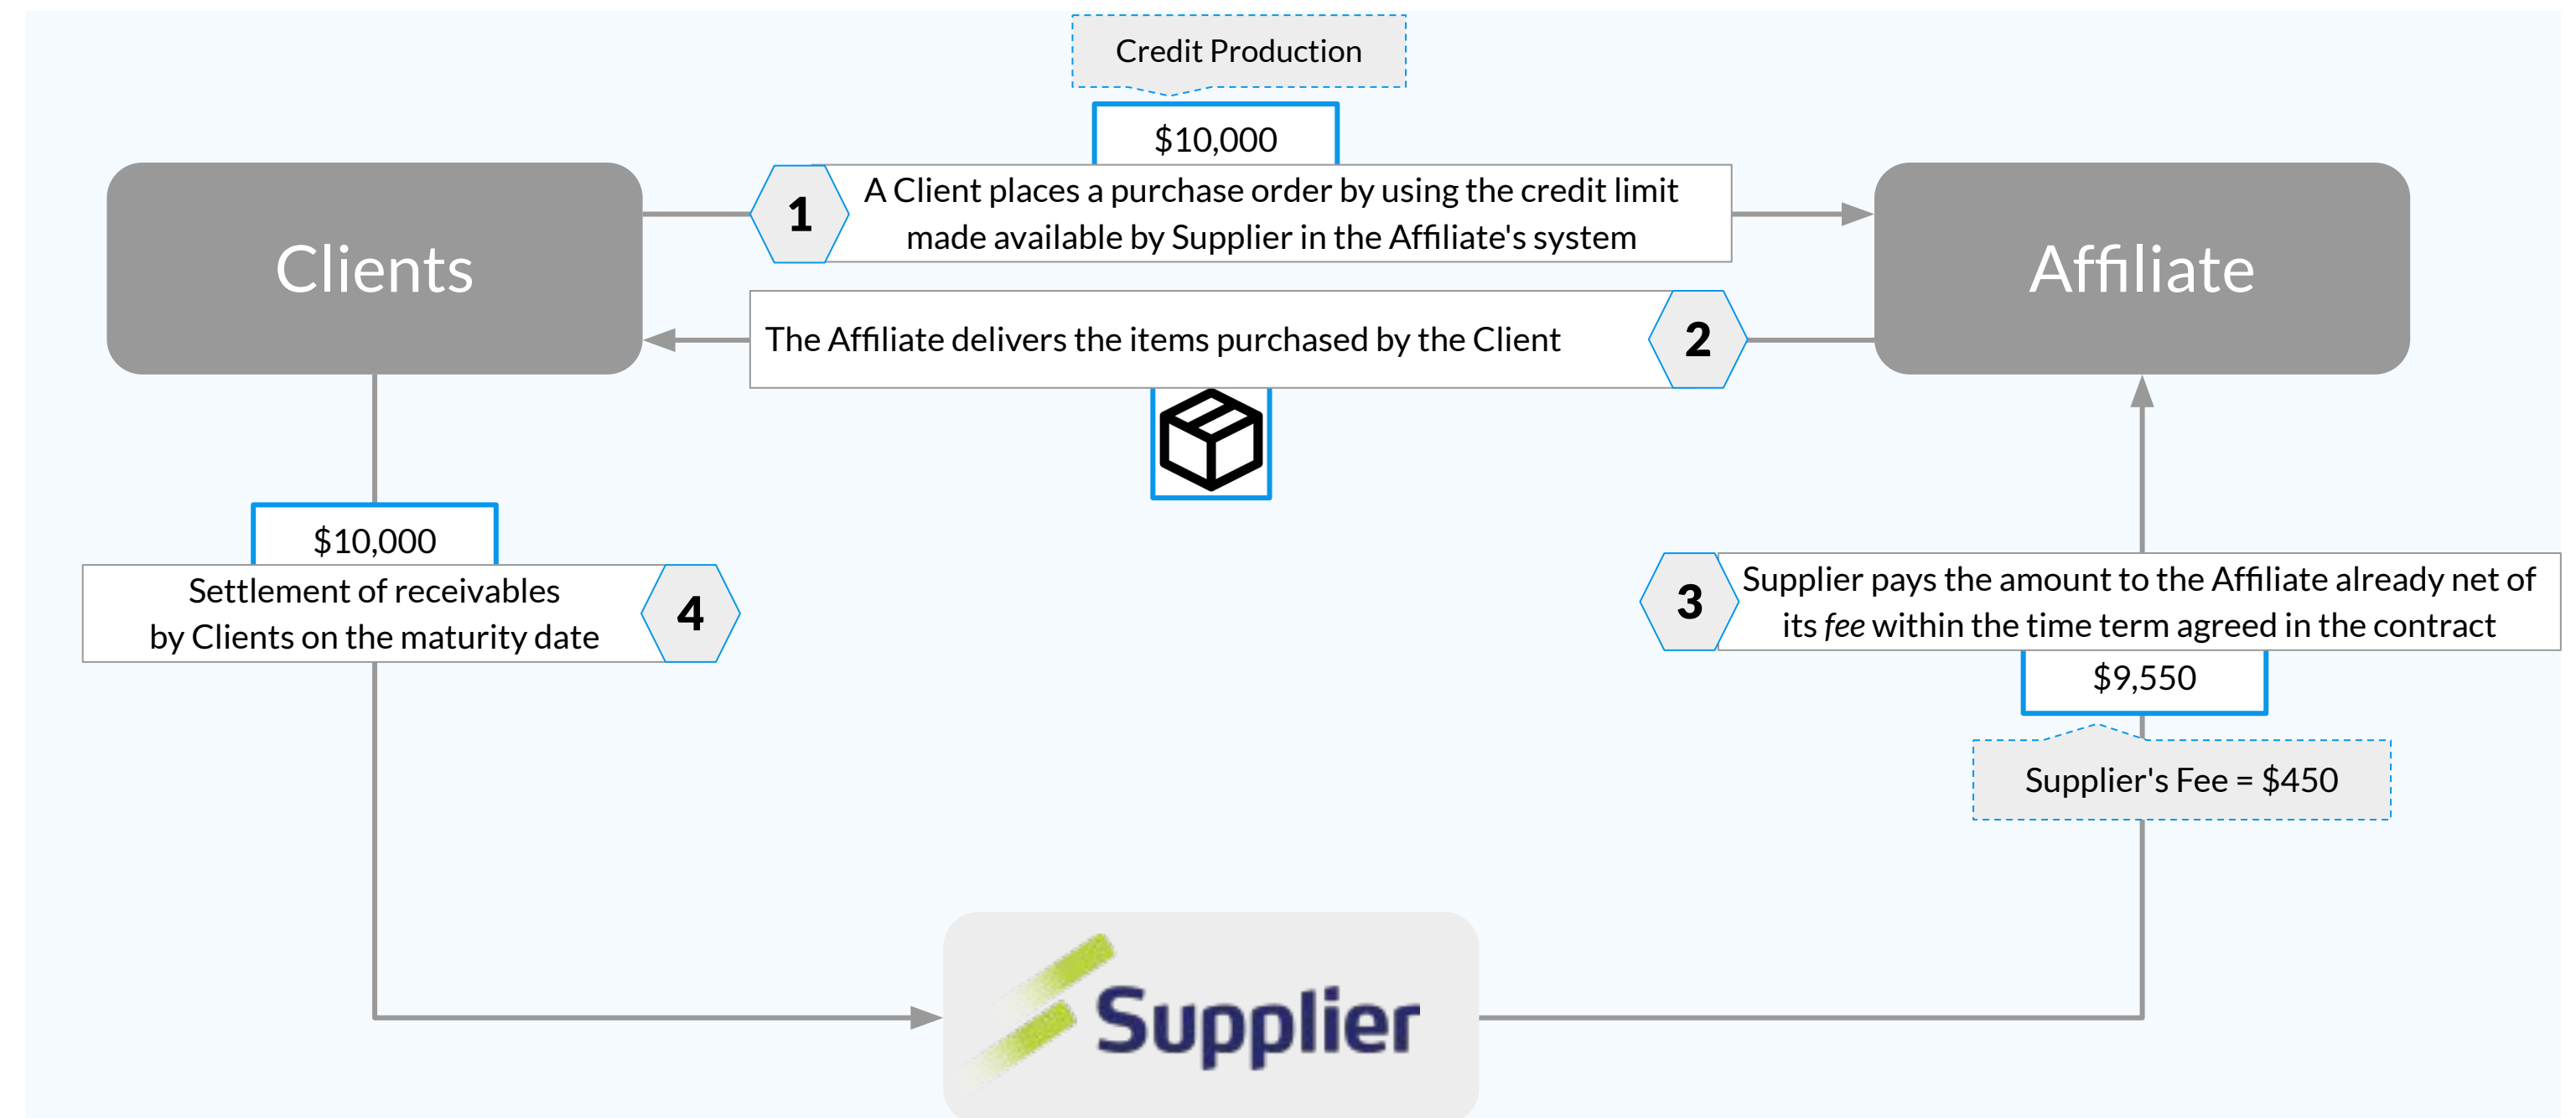 Credit Production
$10,000
Clients
1
A Client places a purchase order by using the credit limit
made available by Supplier in the Affiliate's system
Affiliate
The Affiliate delivers the items purchased by the Client
2
$10,000
Settlement of receivables
by Clients on the maturity date
4
3
Supplier pays the amount to the Affiliate already net of
its fee within the time term agreed in the contract
$9,550
Supplier's Fee = $450
Supplier